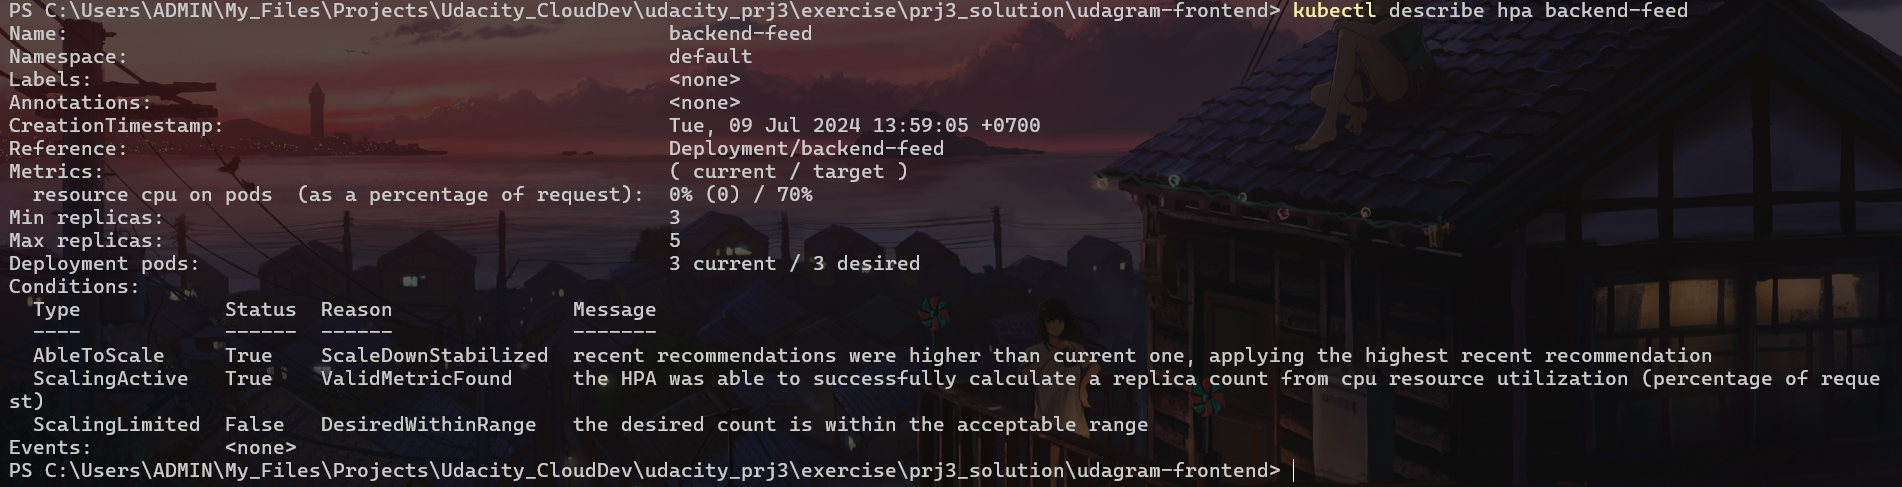 PS C:\Users\ADMIN\My_Files\Projects\Udacity_CloudDev\udacity_prj3\exercise\prj3_solution\udagram-frontend> kubectl describe hpa backend-feed
Name:                                                  backend-feed
Namespace:                                             default
Labels:                                                <none>
Annotations:                                           <none>
CreationTimestamp:                                     Tue, 09 Jul 2024 13:59:05 +0700
Reference:                                             Deployment/backend-feed
Metrics:                                               ( current / target )
  resource cpu on pods  (as a percentage of request):  0% (0) / 70%
Min replicas:                                          3
Max replicas:                                          5
Deployment pods:                                       3 current / 3 desired
Conditions:
  Type            Status  Reason               Message
  ----            ------  ------               -------
  AbleToScale     True    ScaleDownStabilized  recent recommendations were higher than current one, applying the highest recent recommendation
  ScalingActive   True    ValidMetricFound     the HPA was able to successfully calculate a replica count from cpu resource utilization (percentage of reque
st)
  ScalingLimited  False   DesiredWithinRange   the desired count is within the acceptable range
Events:           <none>
PS C:\Users\ADMIN\My_Files\Projects\Udacity_CloudDev\udacity_prj3\exercise\prj3_solution\udagram-frontend>